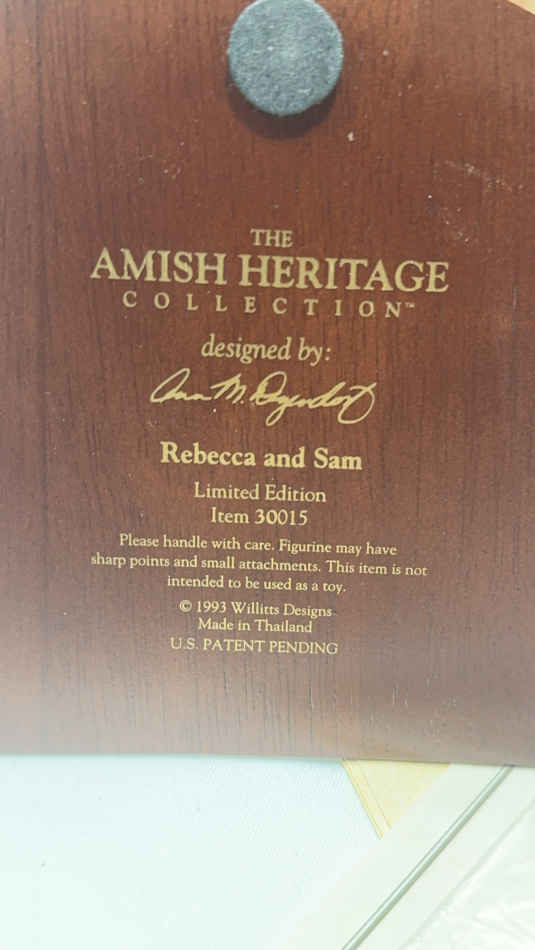 THE
AMISH HERITAGE
COLLECTION™
designed by:
Ann M. Dezendorf
Rebecca and Sam
Limited Edition
Item 30015
Please handle with care. Figurine may have
sharp points and small attachments. This item is not
intended to be used as a toy.
© 1993 Willitts Designs
Made in Thailand
U.S. PATENT PENDING